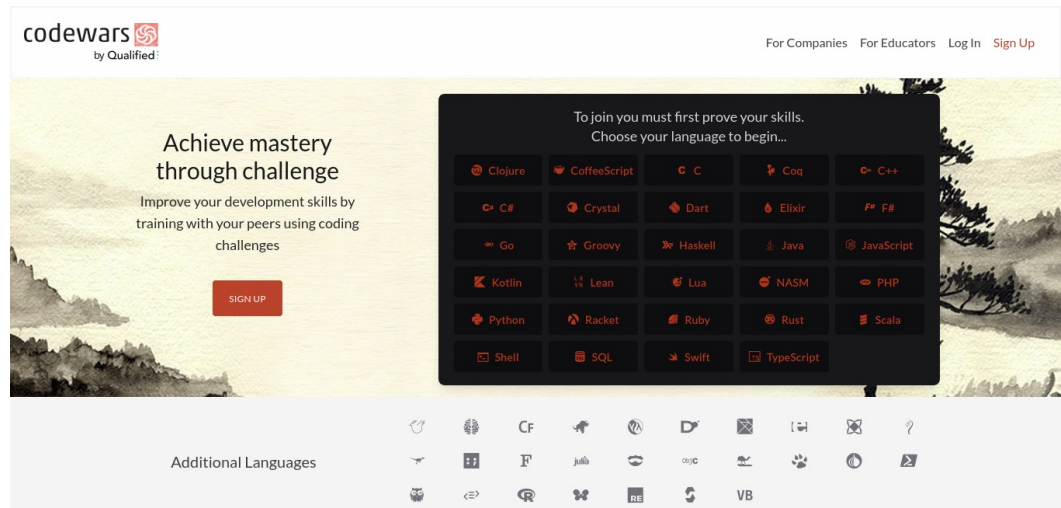 codewars
by Qualified
For Companies For Educators Log In Sign Up
Achieve mastery
through challenge
Improve your development skills by
training with your peers using coding
challenges
SIGN UP
To join you must first prove your skills.
Choose your language to begin...
Clojure CoffeeScript C C Coq C++
C# C# Crystal Dart Elixir F# F#
Go Groovy Haskell Java JavaScript
Kotlin Lean Lua NASM PHP
Python Racket Ruby Rust Scala
Shell SQL Swift TS TypeScript
Additional Languages
CF
F julia objC
R RE VB